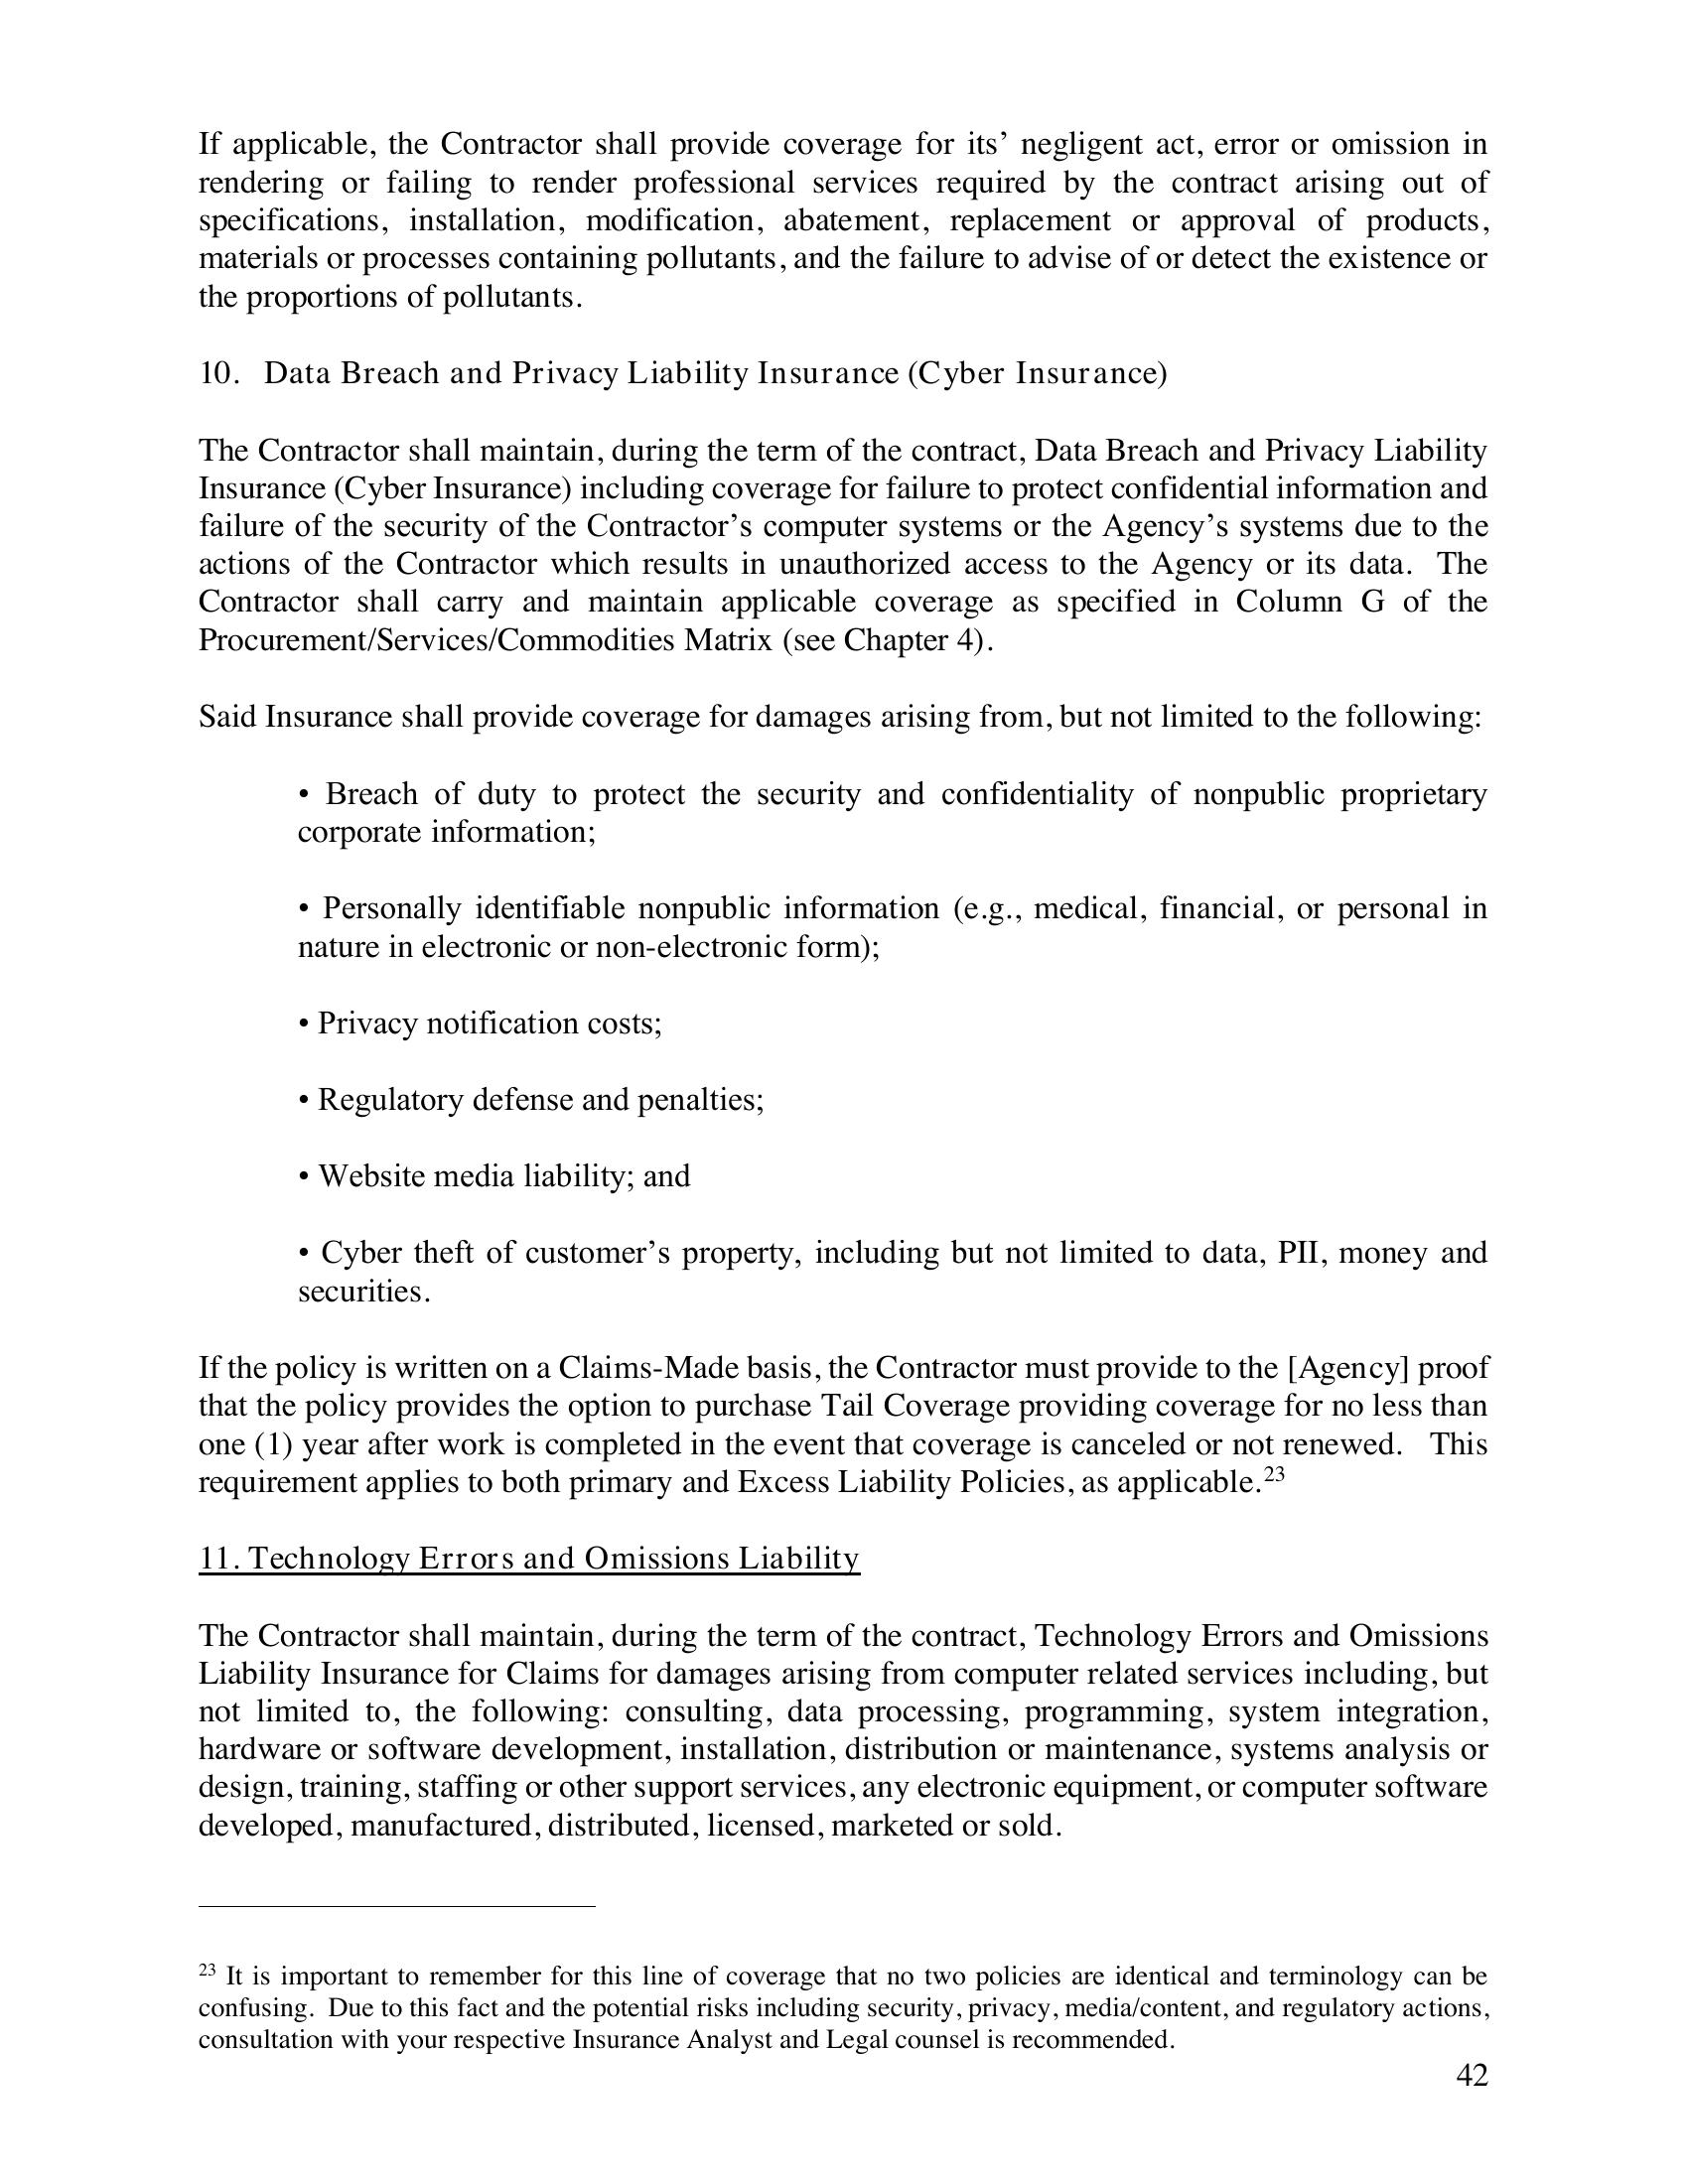 If applicable, the Contractor shall provide coverage for its’ negligent act, error or omission in
rendering or failing to render professional services required by the contract arising out of
specifications, installation, modification, abatement, replacement or approval of products,
materials or processes containing pollutants, and the failure to advise of or detect the existence or
the proportions of pollutants.
10. Data Breach and Privacy Liability Insurance (Cyber Insurance)
The Contractor shall maintain, during the term of the contract, Data Breach and Privacy Liability
Insurance (Cyber Insurance) including coverage for failure to protect confidential information and
failure of the security of the Contractor’s computer systems or the Agency’s systems due to the
actions of the Contractor which results in unauthorized access to the Agency or its data. The
Contractor shall carry and maintain applicable coverage as specified in Column G of the
Procurement/Services/Commodities Matrix (see Chapter 4).
Said Insurance shall provide coverage for damages arising from, but not limited to the following:
• Breach of duty to protect the security and confidentiality of nonpublic proprietary
corporate information;
• Personally identifiable nonpublic information (e.g., medical, financial, or personal in
nature in electronic or non-electronic form);
• Privacy notification costs;
• Regulatory defense and penalties;
• Website media liability; and
• Cyber theft of customer’s property, including but not limited to data, PII, money and
securities.
If the policy is written on a Claims-Made basis, the Contractor must provide to the [Agency] proof
that the policy provides the option to purchase Tail Coverage providing coverage for no less than
one (1) year after work is completed in the event that coverage is canceled or not renewed. This
requirement applies to both primary and Excess Liability Policies, as applicable.23
11. Technology Errors and Omissions Liability
The Contractor shall maintain, during the term of the contract, Technology Errors and Omissions
Liability Insurance for Claims for damages arising from computer related services including, but
not limited to, the following: consulting, data processing, programming, system integration,
hardware or software development, installation, distribution or maintenance, systems analysis or
design, training, staffing or other support services, any electronic equipment, or computer software
developed, manufactured, distributed, licensed, marketed or sold.
23 It is important to remember for this line of coverage that no two policies are identical and terminology can be
confusing. Due to this fact and the potential risks including security, privacy, media/content, and regulatory actions,
consultation with your respective Insurance Analyst and Legal counsel is recommended.
42